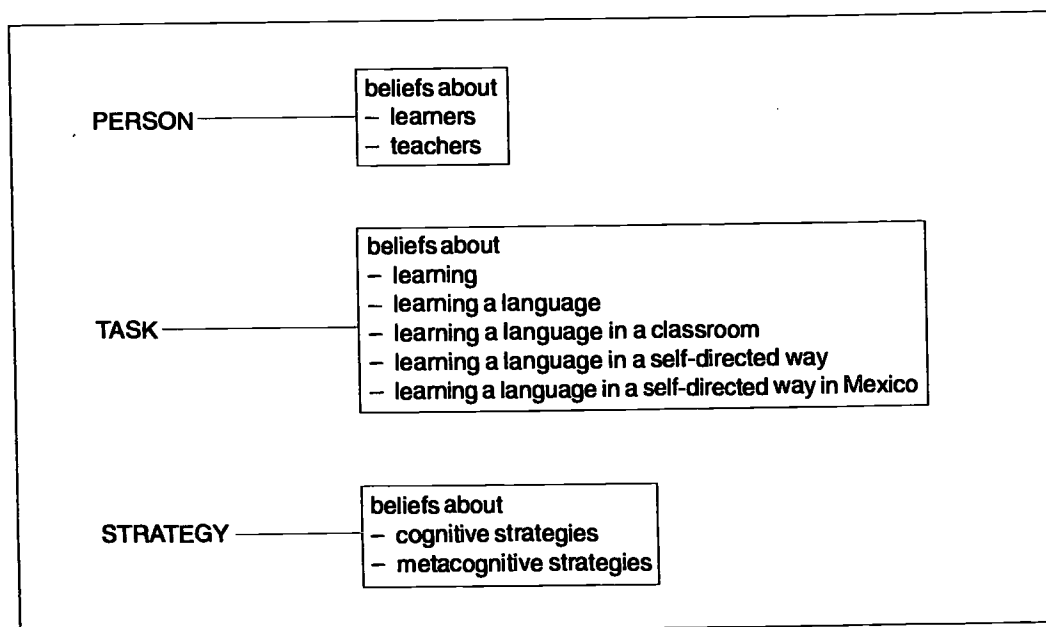 beliefs about
PERSON
– learners
– teachers
beliefs about
– learning
– learning a language
TASK
– learning a language in a classroom
– learning a language in a self-directed way
– learning a language in a self-directed way in Mexico
beliefs about
STRATEGY
– cognitive strategies
– metacognitive strategies